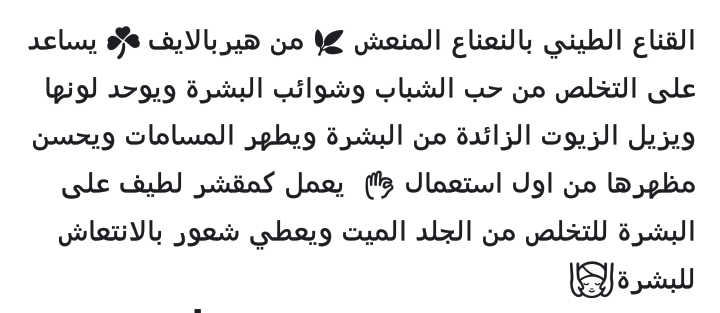 القناع الطيني بالنعناع المنعش 🌿 من هيربالايف ☘ يساعد
على التخلص من حب الشباب وشوائب البشرة ويوحد لونها
ويزيل الزيوت الزائدة من البشرة ويطهر المسامات ويحسن
مظهرها من اول استعمال 👌 يعمل كمقشر لطيف على
البشرة للتخلص من الجلد الميت ويعطي شعور بالانتعاش
للبشرة💆